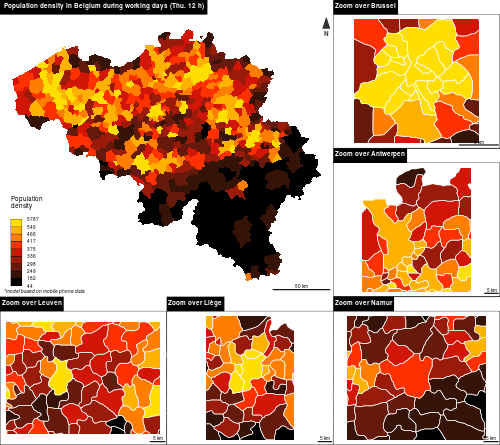 Population density in Belgium during working days (Thu. 12 h)
N
Population
density
5787
546
466
417
375
336
298
249
182
44
*model based on mobile phone data
50 km
Zoom over Brussel
Zoom over Antwerpen
5 km
Zoom over Leuven
5 km
Zoom over Liège
5 km
Zoom over Namur
5 km